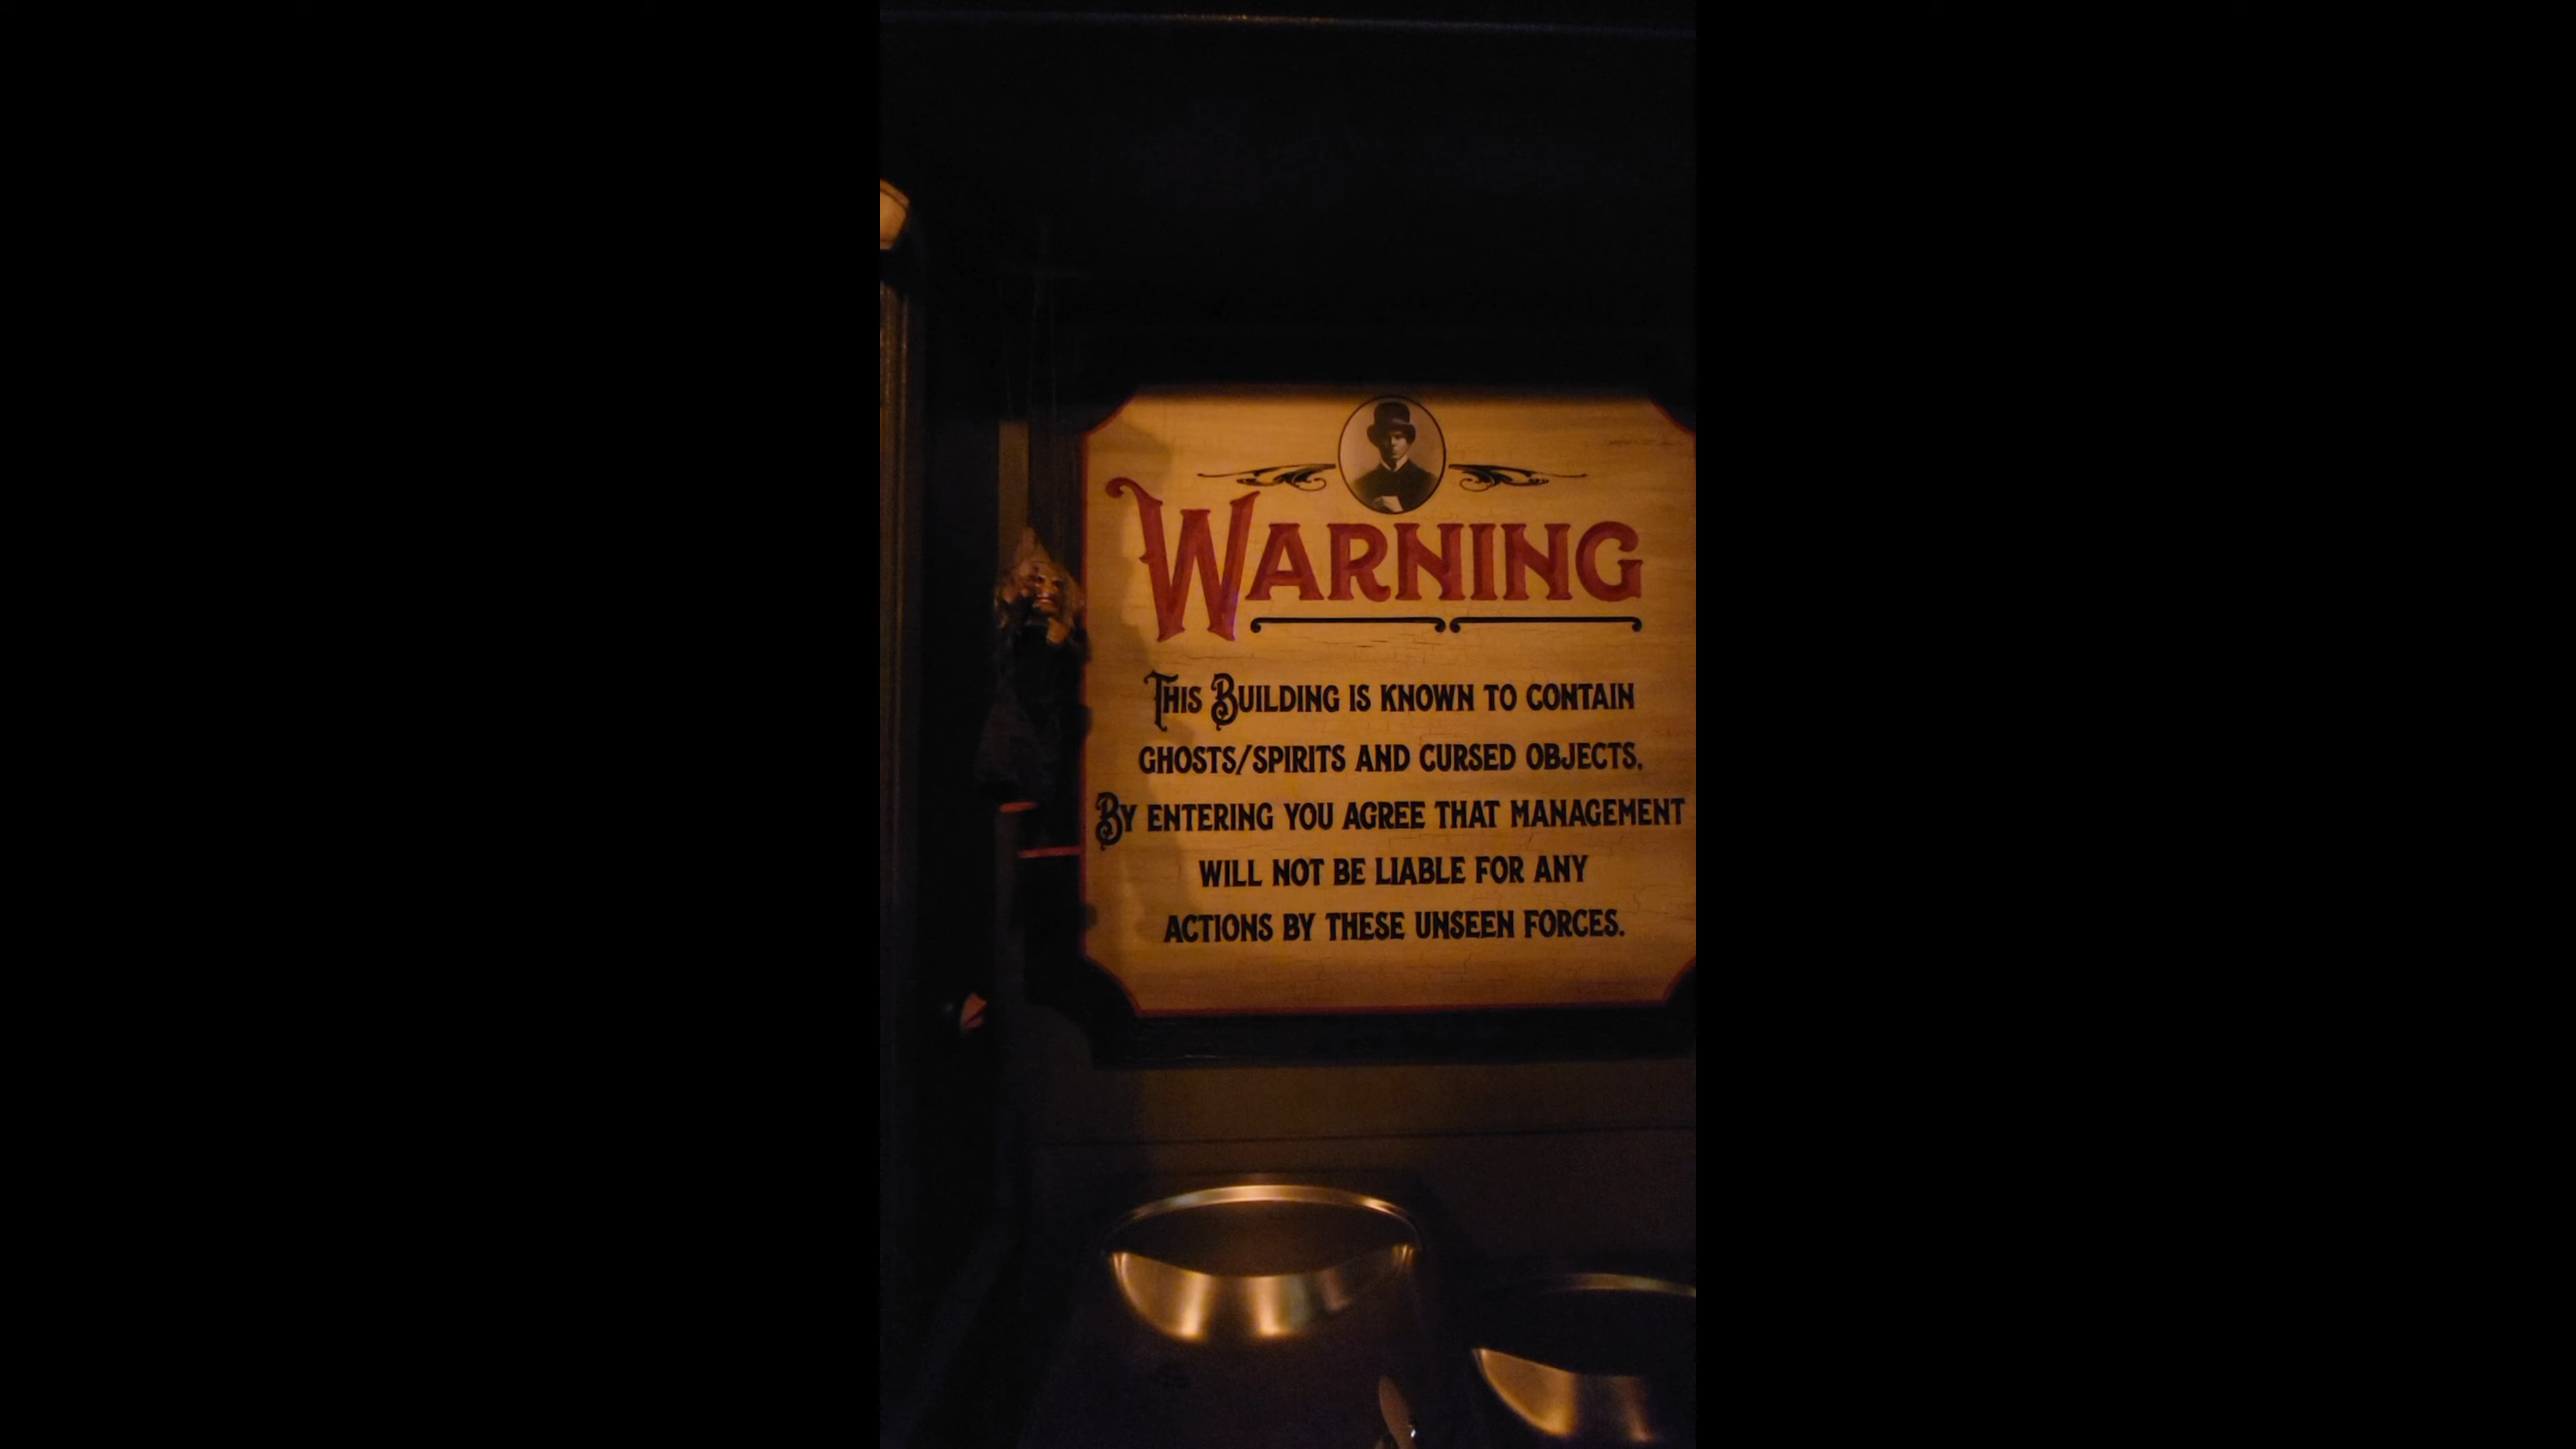 WARNING
THIS BUILDING IS KNOWN TO CONTAIN
GHOSTS/SPIRITS AND CURSED OBJECTS.
BY ENTERING YOU AGREE THAT MANAGEMENT
WILL NOT BE LIABLE FOR ANY
ACTIONS BY THESE UNSEEN FORCES.